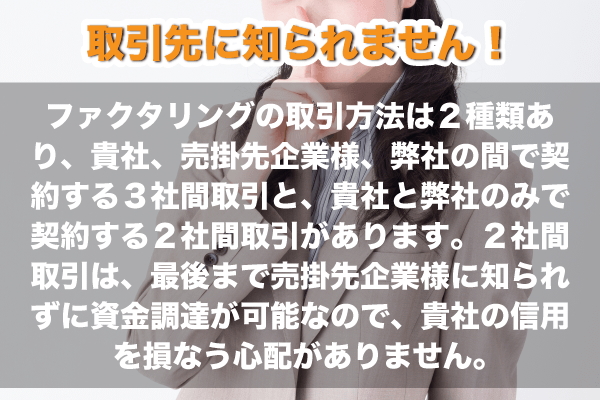 取引先に知られません！
ファクタリングの取引方法は２種類あ
り、貴社、売掛先企業様、弊社の間で契
約する３社間取引と、貴社と弊社のみで
契約する２社間取引があります。２社間
取引は、最後まで売掛先企業様に知られ
ずに資金調達が可能なので、貴社の信用
を損なう心配がありません。